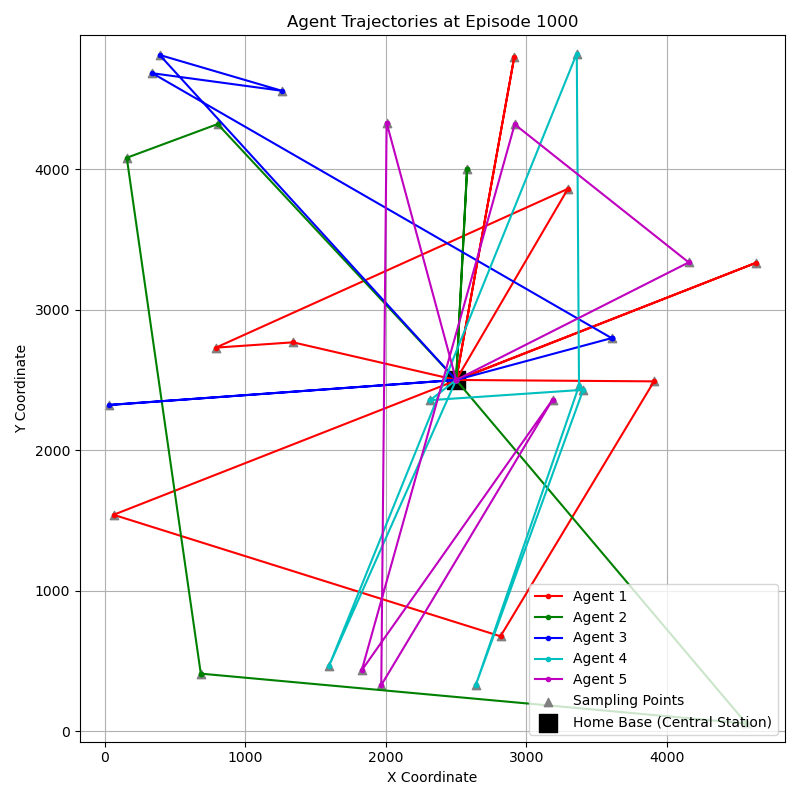 Agent Trajectories at Episode 1000
Y Coordinate
4000
3000
2000
1000
0
Agent 1
Agent 2
Agent 3
Agent 4
Agent 5
Sampling Points
Home Base (Central Station)
0 1000 2000 3000 4000
X Coordinate